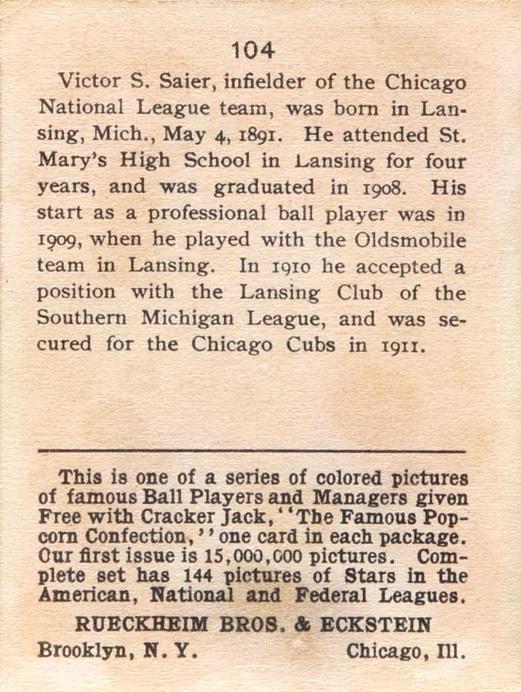 104
Victor S. Saier, infielder of the Chicago
National League team, was born in Lan-
sing, Mich., May 4, 1891. He attended St.
Mary's High School in Lansing for four
years, and was graduated in 1908. His
start as a professional ball player was in
1909, when he played with the Oldsmobile
team in Lansing. In 1910 he accepted a
position with the Lansing Club of the
Southern Michigan League, and was se-
cured for the Chicago Cubs in 1911.
This is one of a series of colored pictures
of famous Ball Players and Managers given
Free with Cracker Jack, "The Famous Pop-
corn Confection," one card in each package.
Our first issue is 15,000,000 pictures. Com-
plete set has 144 pictures of Stars in the
American, National and Federal Leagues.
RUECKHEIM BROS. & ECKSTEIN
Brooklyn, N. Y. Chicago, Ill.